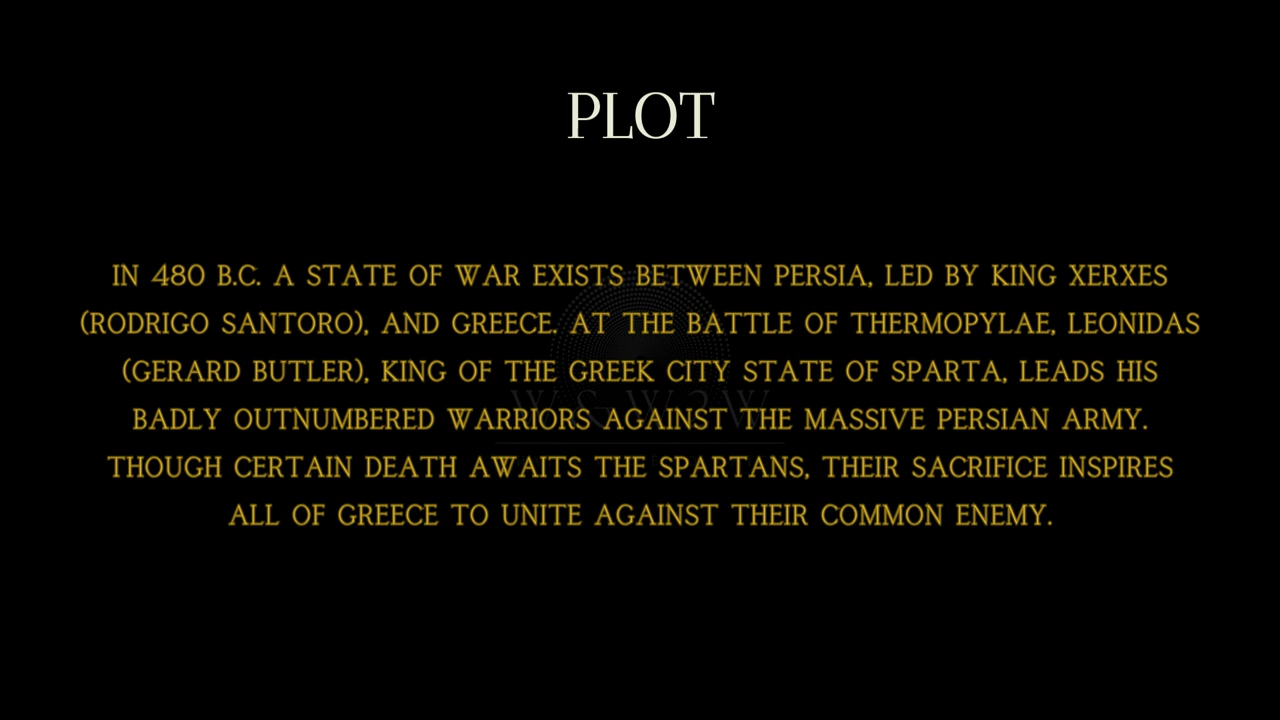 PLOT
IN 480 B.C. A STATE OF WAR EXISTS BETWEEN PERSIA, LED BY KING XERXES
(RODRIGO SANTORO), AND GREECE. AT THE BATTLE OF THERMOPYLAE, LEONIDAS
(GERARD BUTLER), KING OF THE GREEK CITY STATE OF SPARTA, LEADS HIS
BADLY OUTNUMBERED WARRIORS AGAINST THE MASSIVE PERSIAN ARMY.
THOUGH CERTAIN DEATH AWAITS THE SPARTANS, THEIR SACRIFICE INSPIRES
ALL OF GREECE TO UNITE AGAINST THEIR COMMON ENEMY.